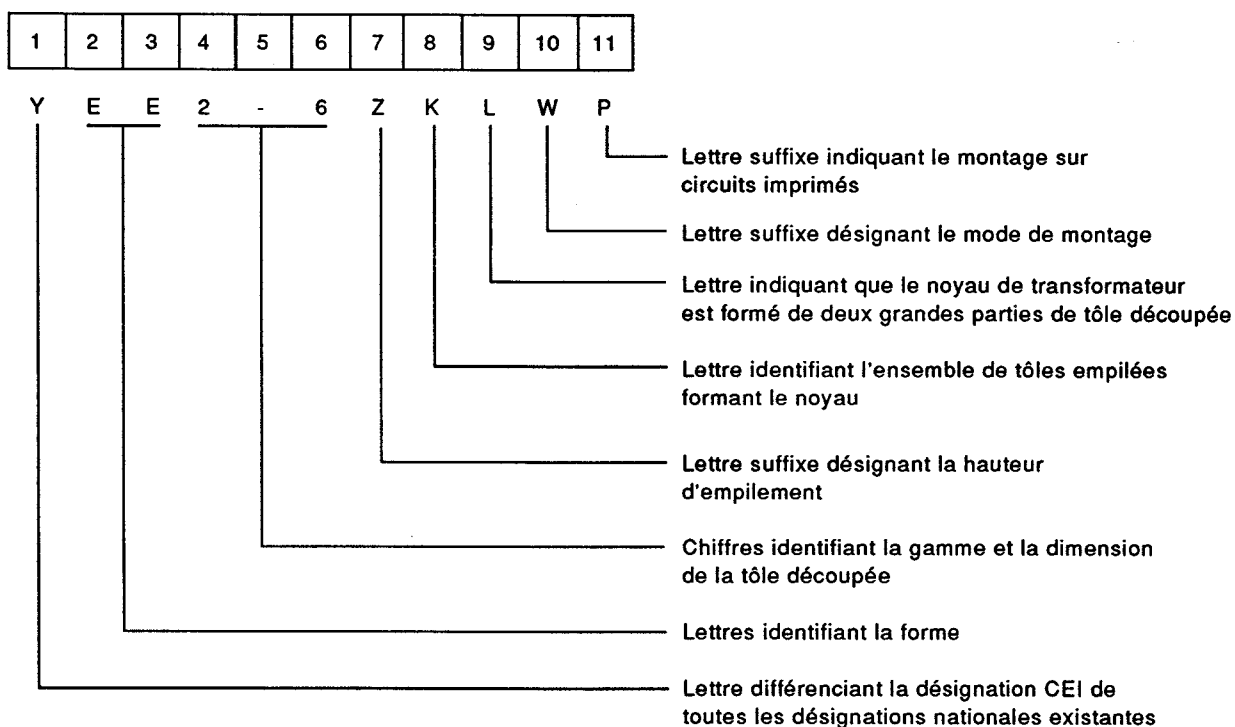 1 2 3 4 5 6 7 8 9 10 11
Y E E 2 - 6 Z K L W P
Lettre suffixe indiquant le montage sur
circuits imprimés
Lettre suffixe désignant le mode de montage
Lettre indiquant que le noyau de transformateur
est formé de deux grandes parties de tôle découpée
Lettre identifiant l'ensemble de tôles empilées
formant le noyau
Lettre suffixe désignant la hauteur
d'empilement
Chiffres identifiant la gamme et la dimension
de la tôle découpée
Lettres identifiant la forme
Lettre différenciant la désignation CEI de
toutes les désignations nationales existantes